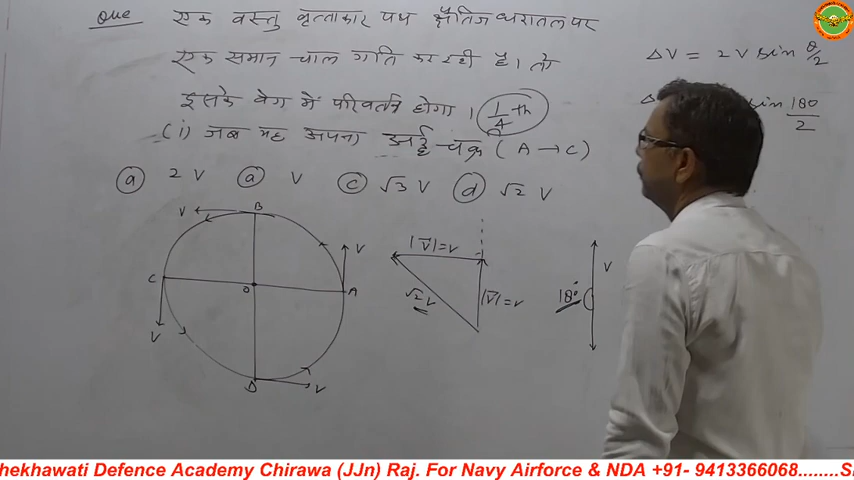 Que एक वस्तु वृत्ताकार पथ क्षैतिज धरातल पर
एक समान चाल गति कर रही है। तो
इसके वेग में परिवर्तन होगा । 1/4 th
(i) जब यह अपना अर्द्ध चक्र (A → C)
(a) 2 V (a) V (c) √3 V (d) √2 V
ΔV = 2V sin θ/2
Δ sin 180/2
B
V
C
O
A
V
V
D
V
|V⃗|=v
√2 v
|V⃗|=v
180°
V
hekhawati Defence Academy Chirawa (JJn) Raj. For Navy Airforce & NDA +91- 9413366068........S